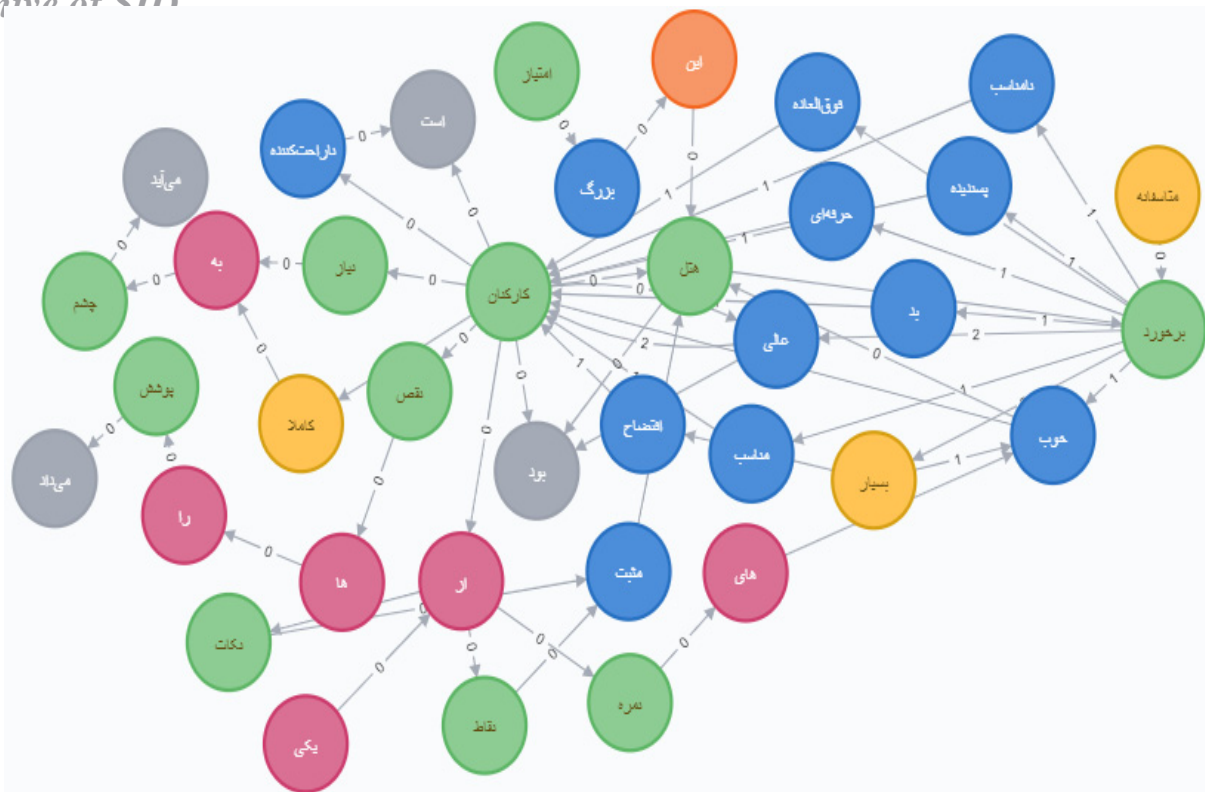 این
امتیاز
فوق‌العاده
نامناسب
است
ناراحت‌کننده
می‌آید
بزرگ
پسندیده
متاسفانه
حرفه‌ای
به
نیاز
هتل
کارکنان
چشم
بد
برخورد
عالی
پوشش
نقص
کاملا
افتضاح
مناسب
خوب
می‌داد
بود
بسیار
را
ها
از
مثبت
های
نکات
نقاط
نمره
یکی